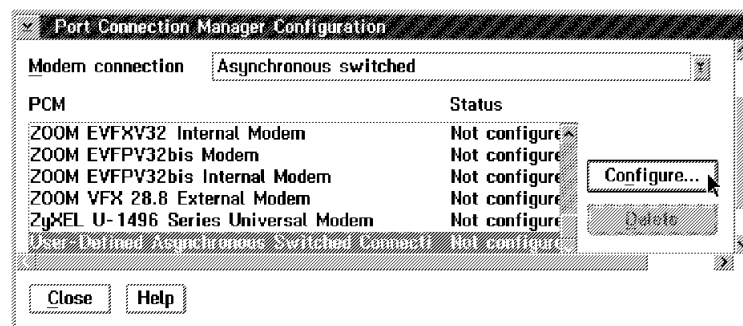 Port Connection Manager Configuration
Modem connection Asynchronous switched
PCM Status
ZOOM EVFXV32 Internal Modem Not configure
ZOOM EVFPV32bis Modem Not configure
ZOOM EVFPV32bis Internal Modem Not configure
ZOOM VFX 28.8 External Modem Not configure
ZyXEL U-1496 Series Universal Modem Not configure
User-Defined Asynchronous Switched Connecti Not configure
Configure...
Delete
Close Help